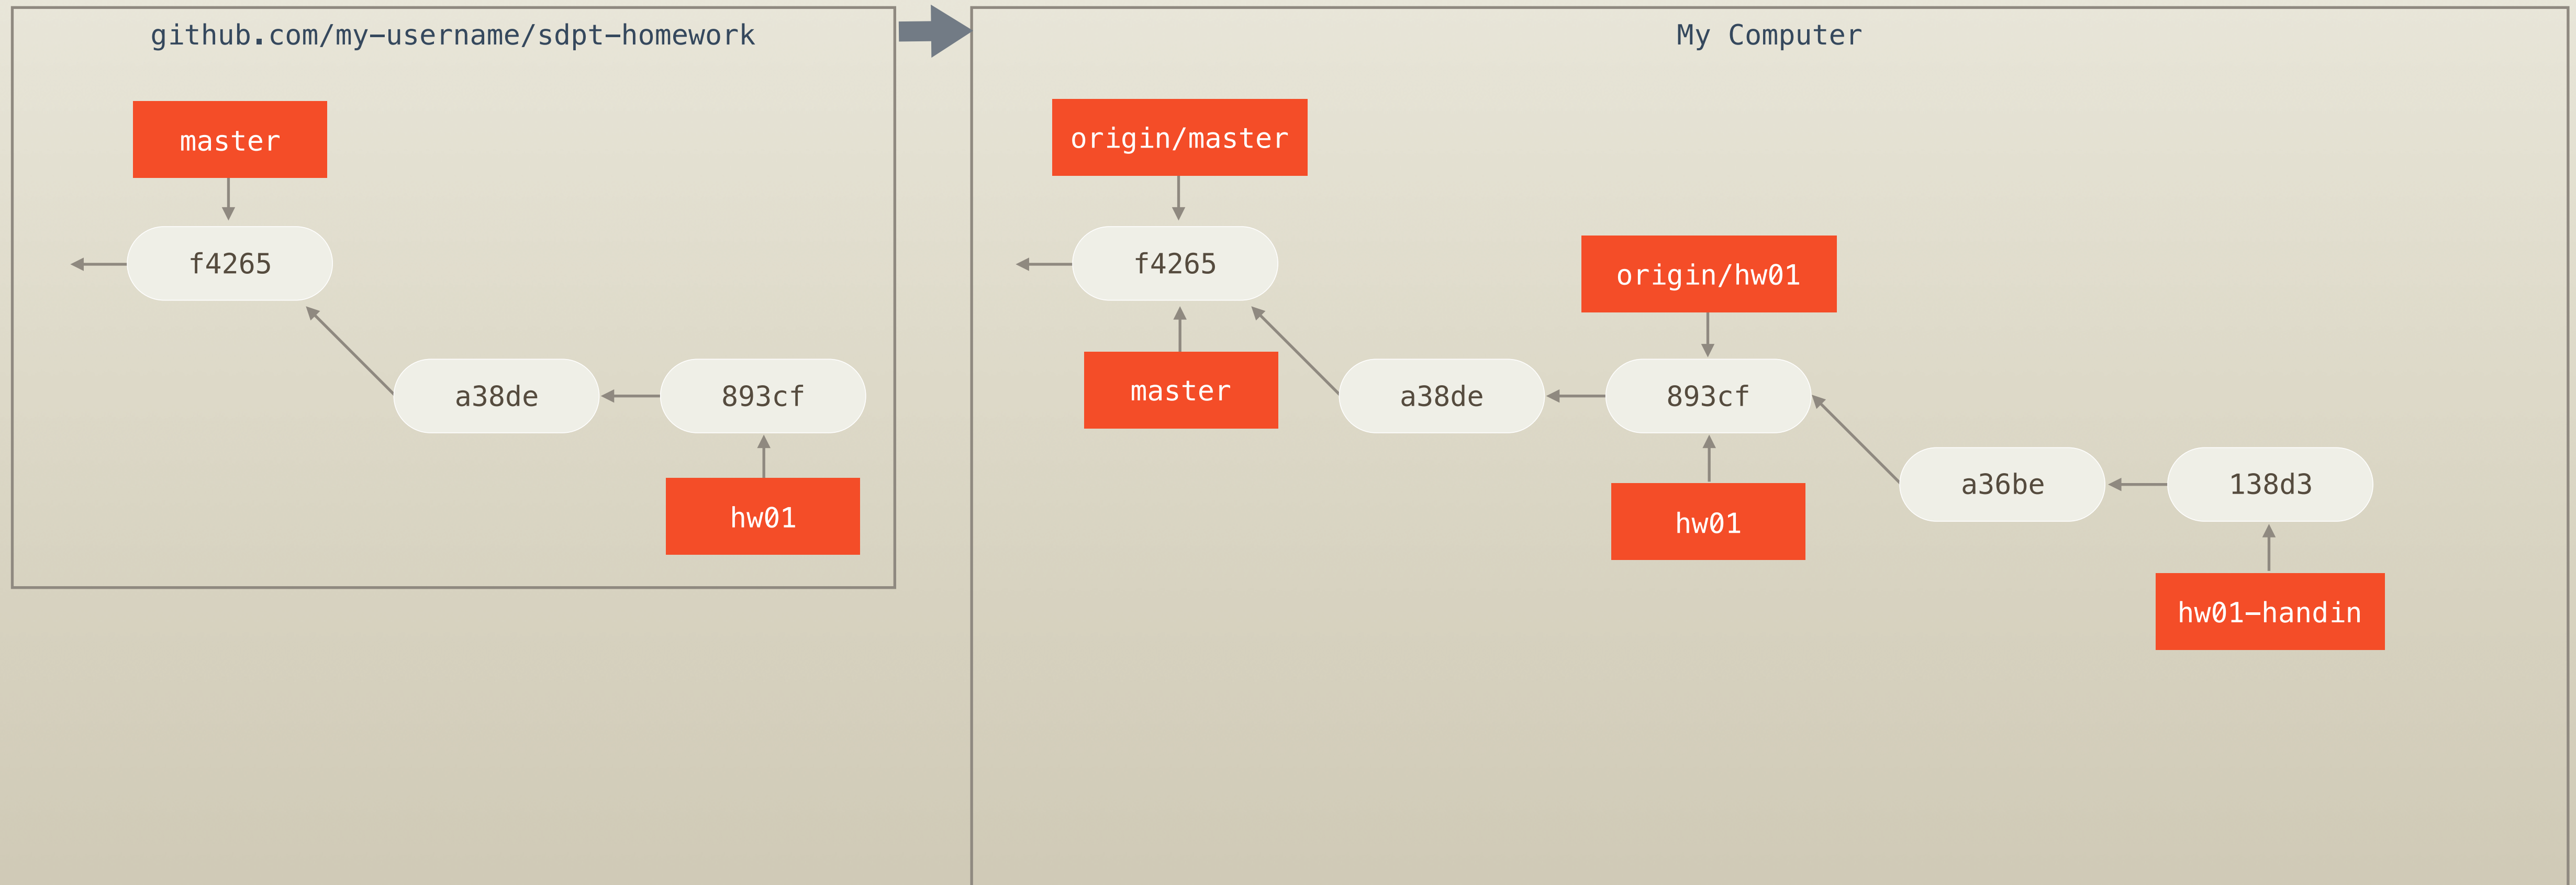 github.com/my-username/sdpt-homework
master
f4265
a38de
893cf
hw01
My Computer
origin/master
f4265
master
origin/hw01
a38de
893cf
hw01
a36be
138d3
hw01-handin